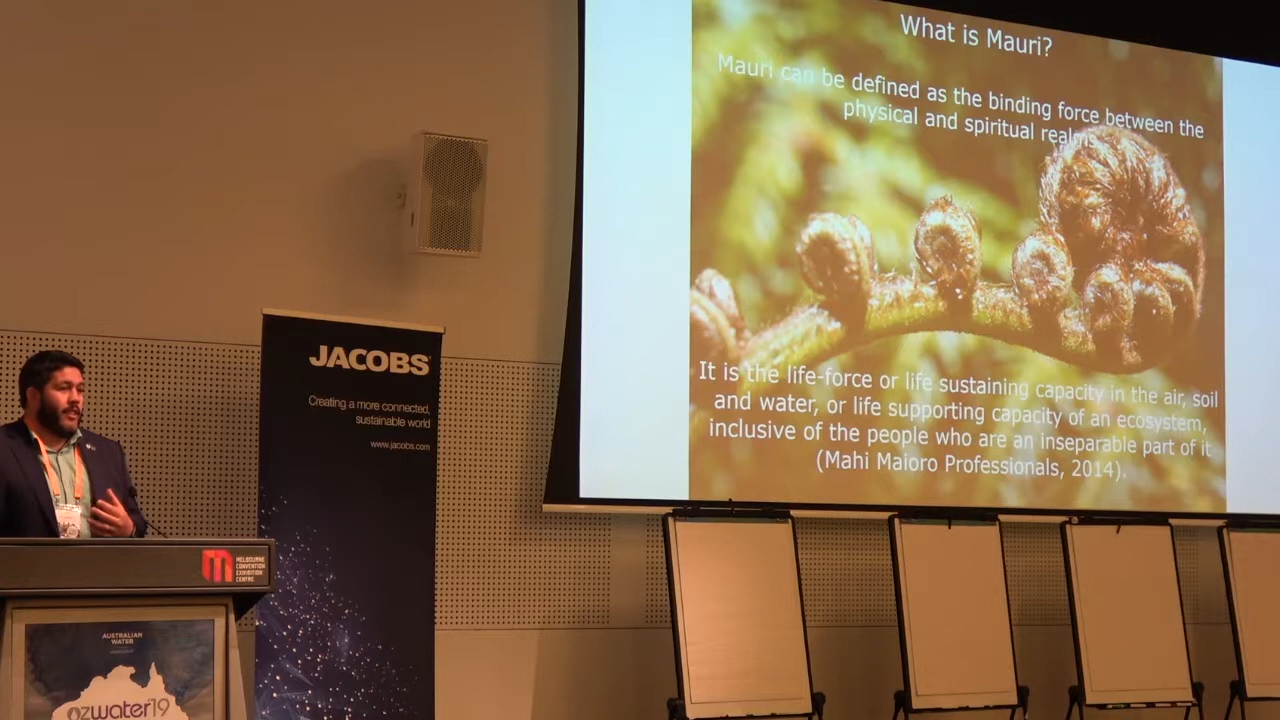 What is Mauri?
Mauri can be defined as the binding force between the
physical and spiritual realms
It is the life-force or life sustaining capacity in the air, soil
and water, or life supporting capacity of an ecosystem,
inclusive of the people who are an inseparable part of it
(Mahi Maioro Professionals, 2014).
JACOBS
Creating a more connected,
sustainable world
www.jacobs.com
MELBOURNE
CONVENTION
EXHIBITION
CENTRE
AUSTRALIAN
WATER
ozwater'19